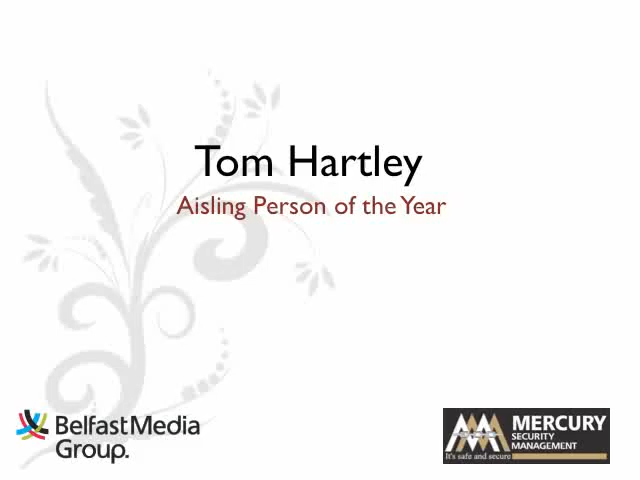 Tom Hartley
Aisling Person of the Year
BelfastMedia
Group.
MERCURY
SECURITY
MANAGEMENT
It's safe and secure